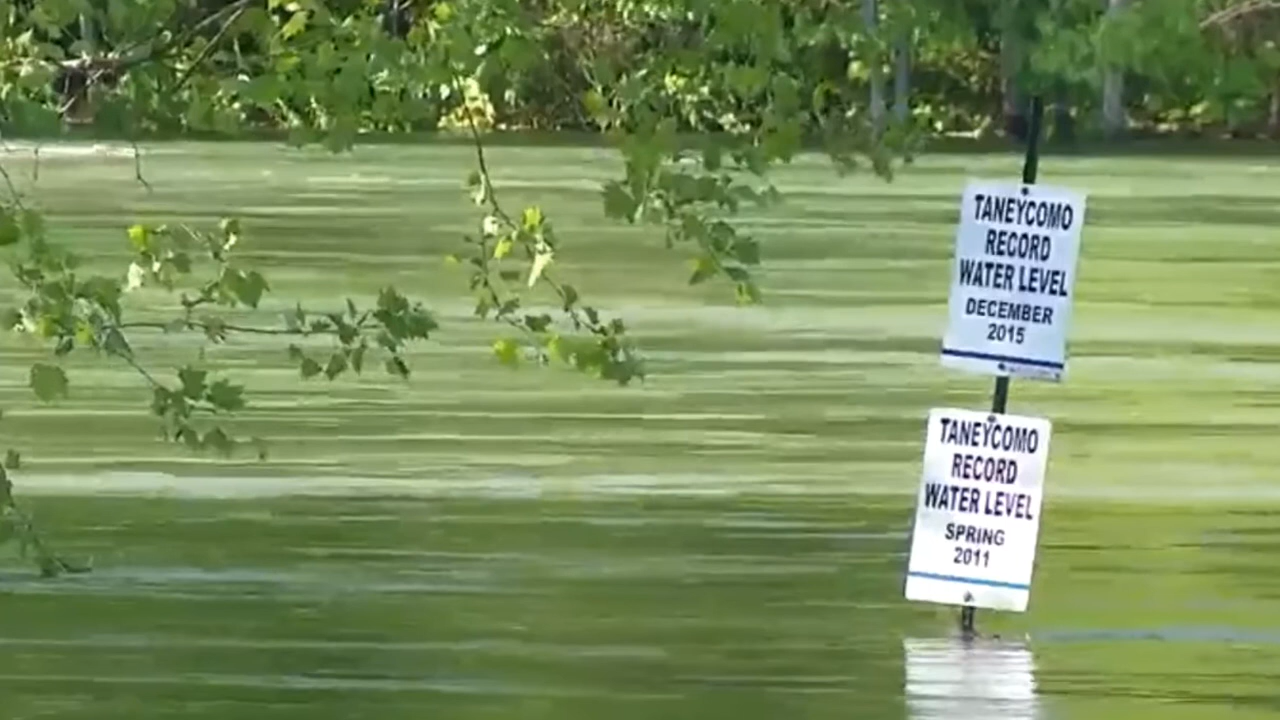 TANEYCOMO
RECORD
WATER LEVEL
DECEMBER
2015
TANEYCOMO
RECORD
WATER LEVEL
SPRING
2011